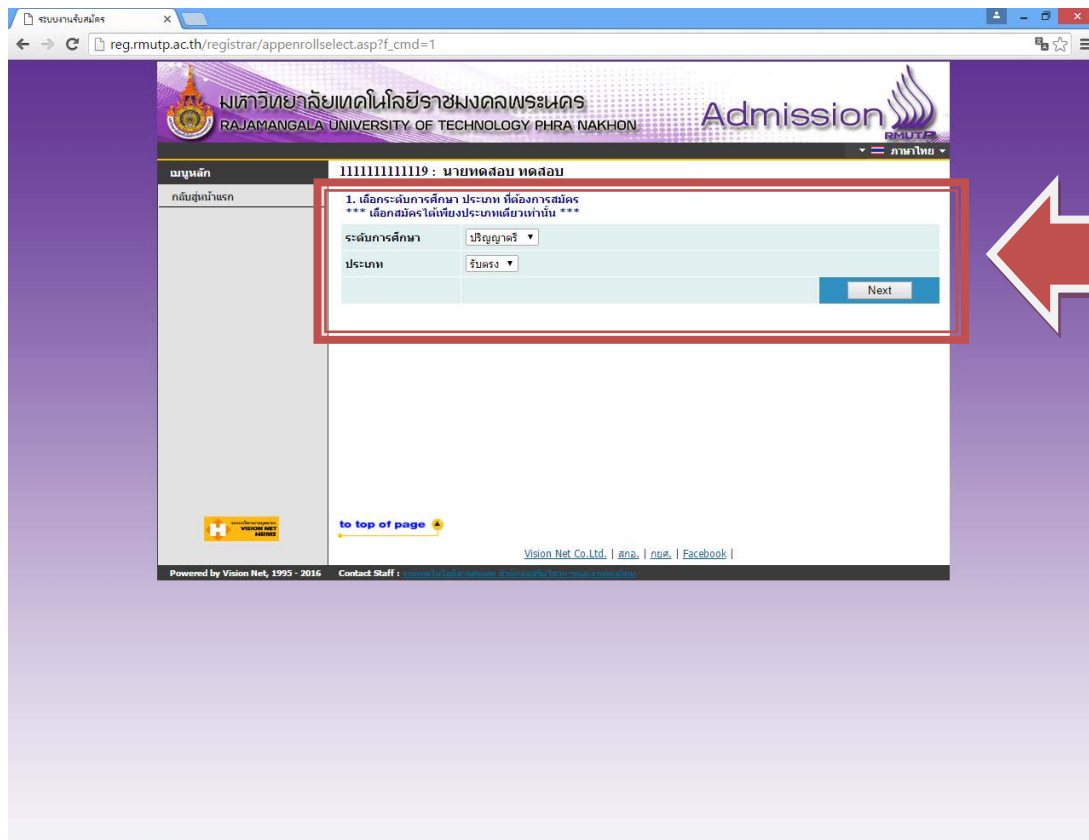 ระบบงานรับสมัคร
reg.rmutp.ac.th/registrar/appenrollselect.asp?f_cmd=1
มหาวิทยาลัยเทคโนโลยีราชมงคลพระนคร
RAJAMANGALA UNIVERSITY OF TECHNOLOGY PHRA NAKHON
Admission
RMUTP
ภาษาไทย
เมนูหลัก
กลับสู่หน้าแรก
1111111111119 : นายทดสอบ ทดสอบ
1. เลือกระดับการศึกษา ประเภท ที่ต้องการสมัคร
*** เลือกสมัครได้เพียงประเภทเดียวเท่านั้น ***
ระดับการศึกษา ปริญญาตรี
ประเภท รับตรง
Next
VISION NET
HRMS
to top of page
Vision Net Co.Ltd. | สกอ. | กยศ. | Facebook |
Powered by Vision Net, 1995 - 2016 Contact Staff :